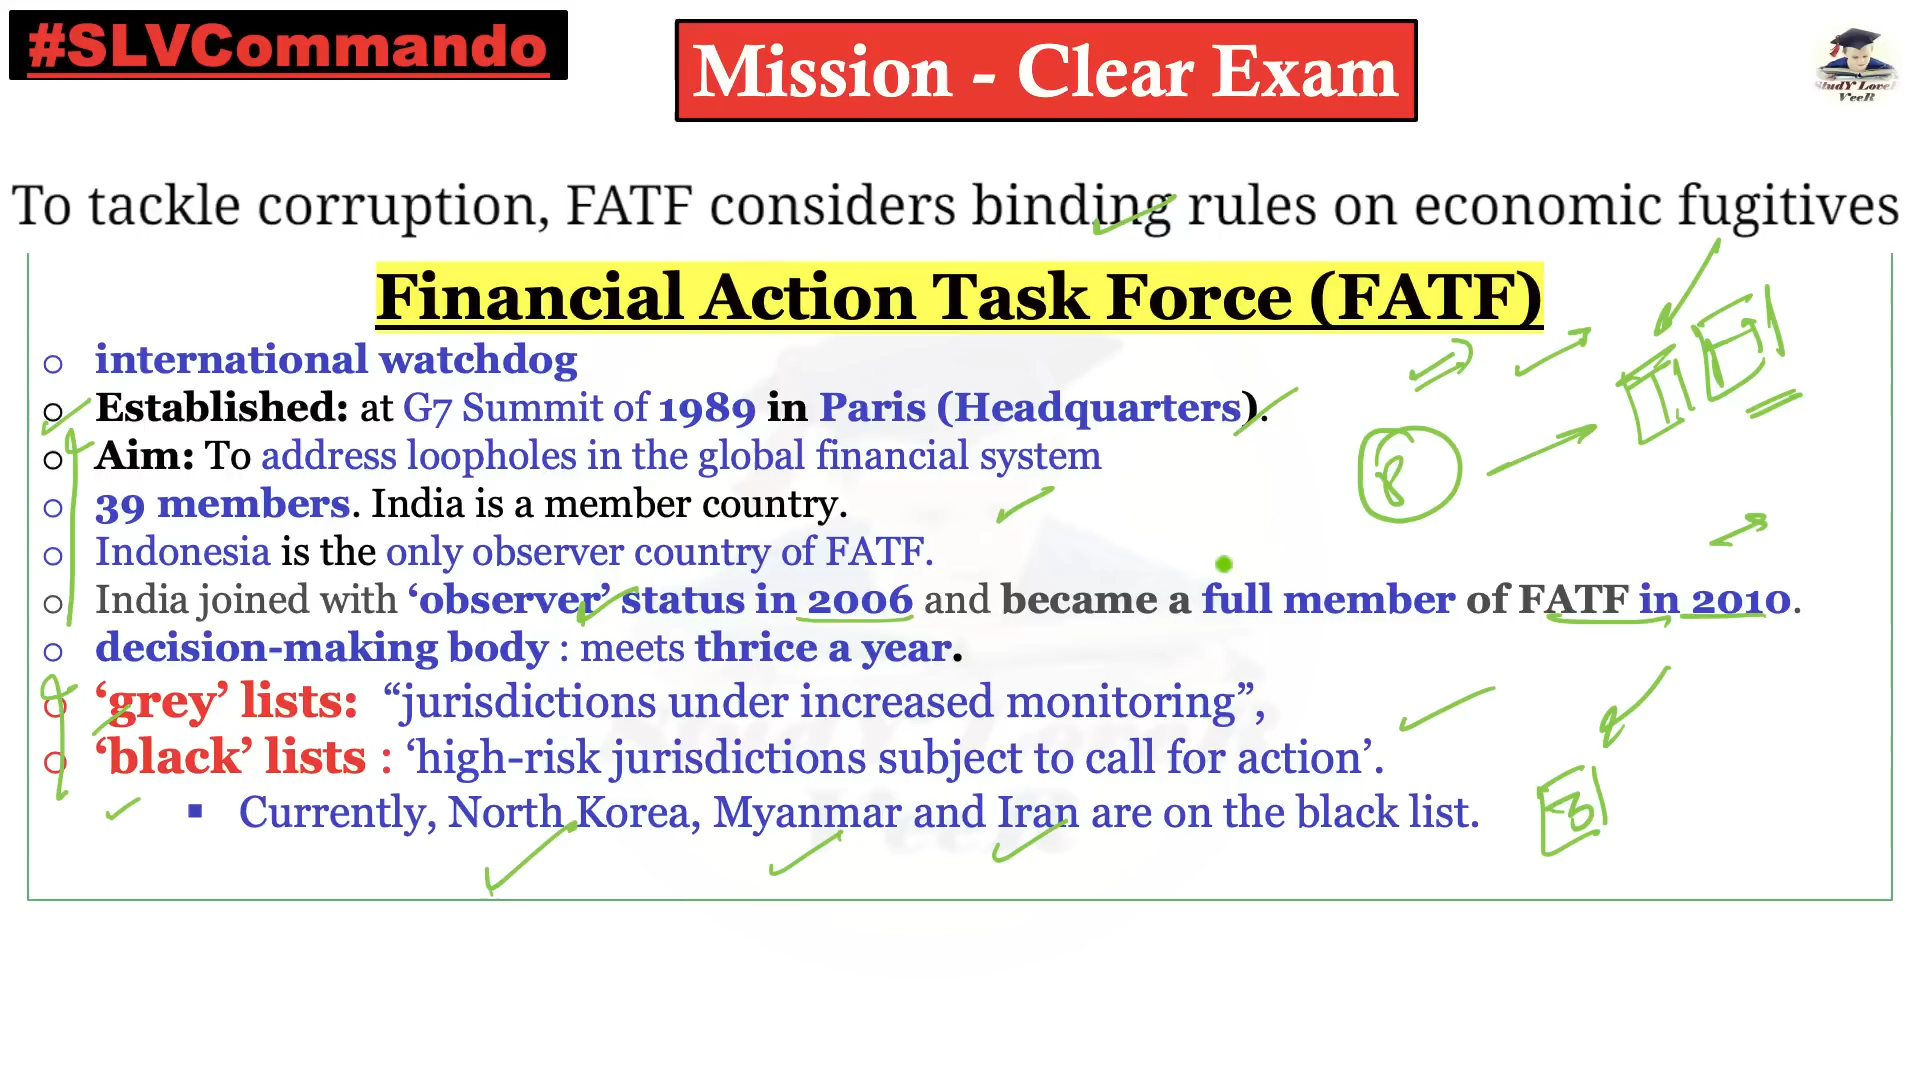 #SLVCommando
Mission - Clear Exam
StudY LoveR
VeeR
To tackle corruption, FATF considers binding rules on economic fugitives
Financial Action Task Force (FATF)
○ international watchdog
○ Established: at G7 Summit of 1989 in Paris (Headquarters).
○ Aim: To address loopholes in the global financial system
○ 39 members. India is a member country.
○ Indonesia is the only observer country of FATF.
○ India joined with ‘observer’ status in 2006 and became a full member of FATF in 2010.
○ decision-making body : meets thrice a year.
○ ‘grey’ lists: “jurisdictions under increased monitoring”,
○ ‘black’ lists : ‘high-risk jurisdictions subject to call for action’.
▪ Currently, North Korea, Myanmar and Iran are on the black list.